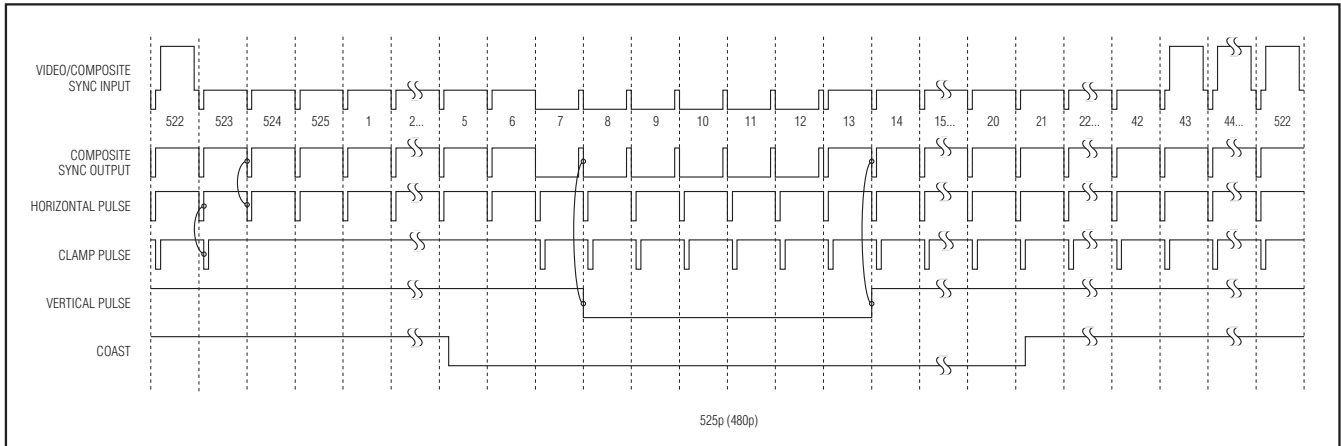 VIDEO/COMPOSITE
SYNC INPUT
522 523 524 525 1 2... 5 6 7 8 9 10 11 12 13 14 15... 20 21 22... 42 43 44... 522
COMPOSITE
SYNC OUTPUT
HORIZONTAL PULSE
CLAMP PULSE
VERTICAL PULSE
COAST
525p (480p)